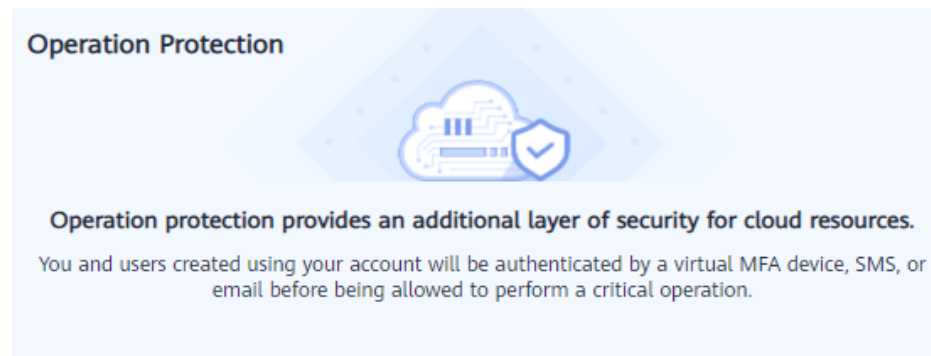 Operation Protection
Operation protection provides an additional layer of security for cloud resources.
You and users created using your account will be authenticated by a virtual MFA device, SMS, or
email before being allowed to perform a critical operation.